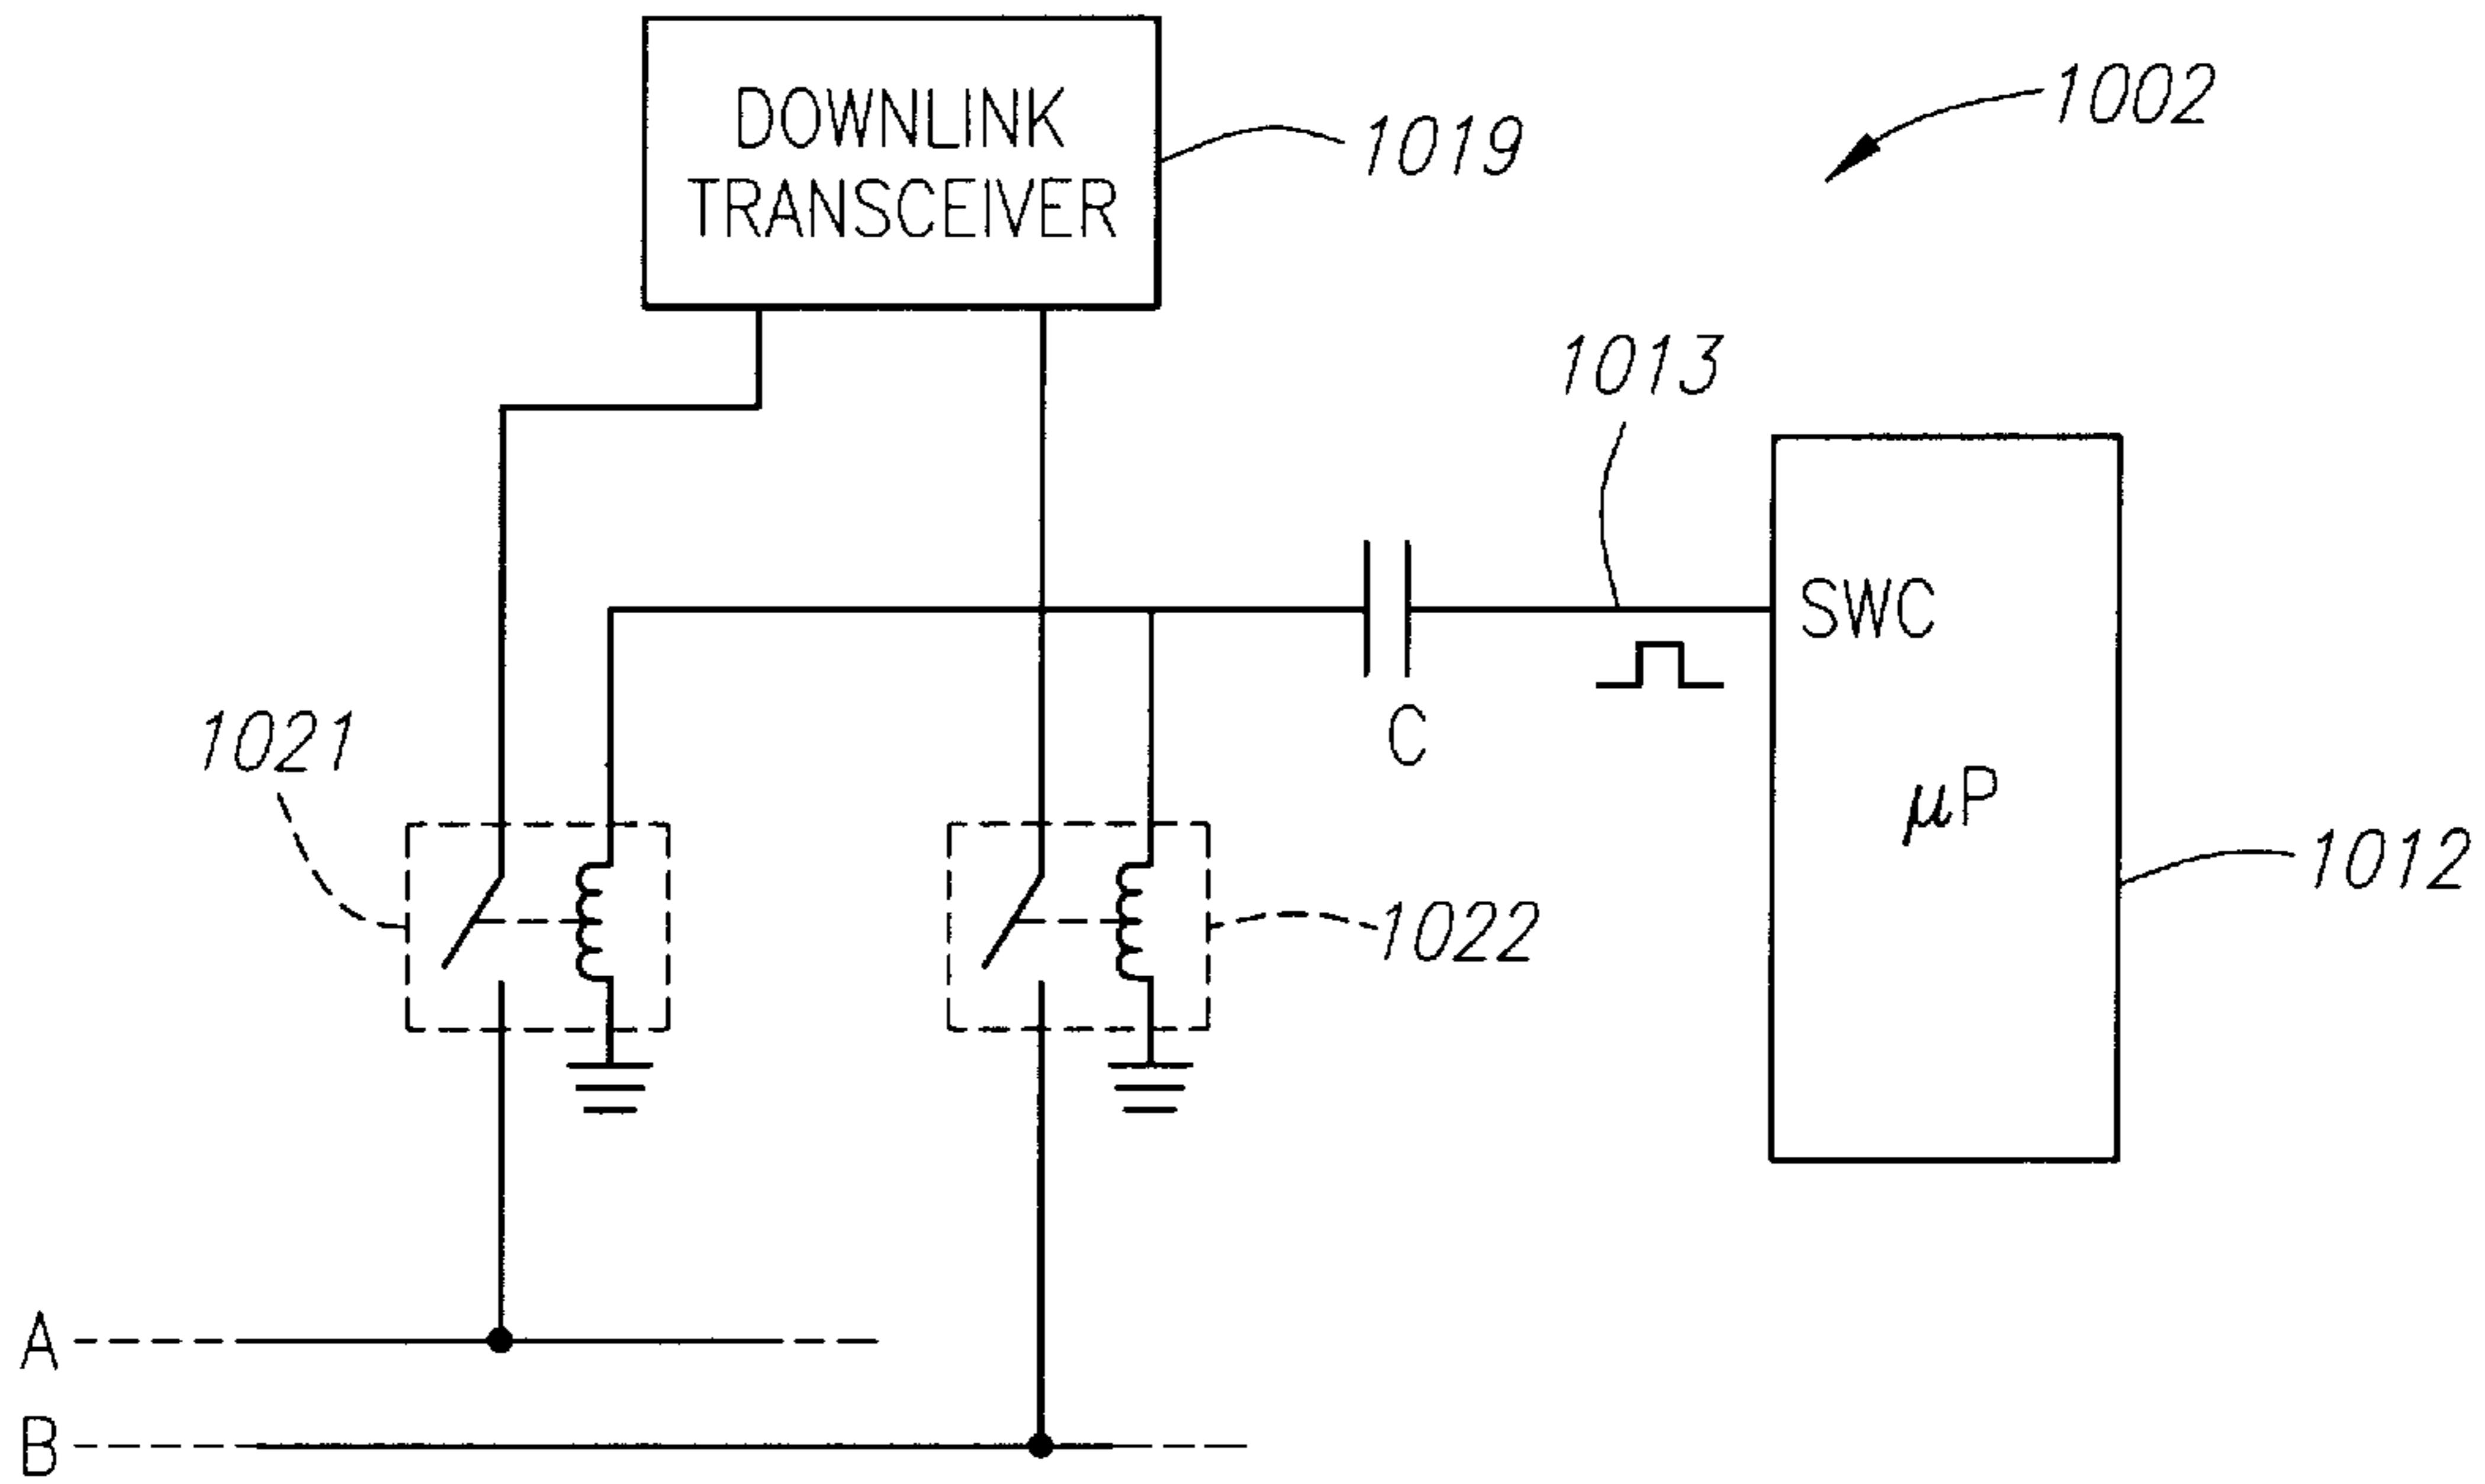 DOWNLINK
TRANSCEIVER
1019
1002
1013
SWC
C
1021
μP
1012
1022
A
B